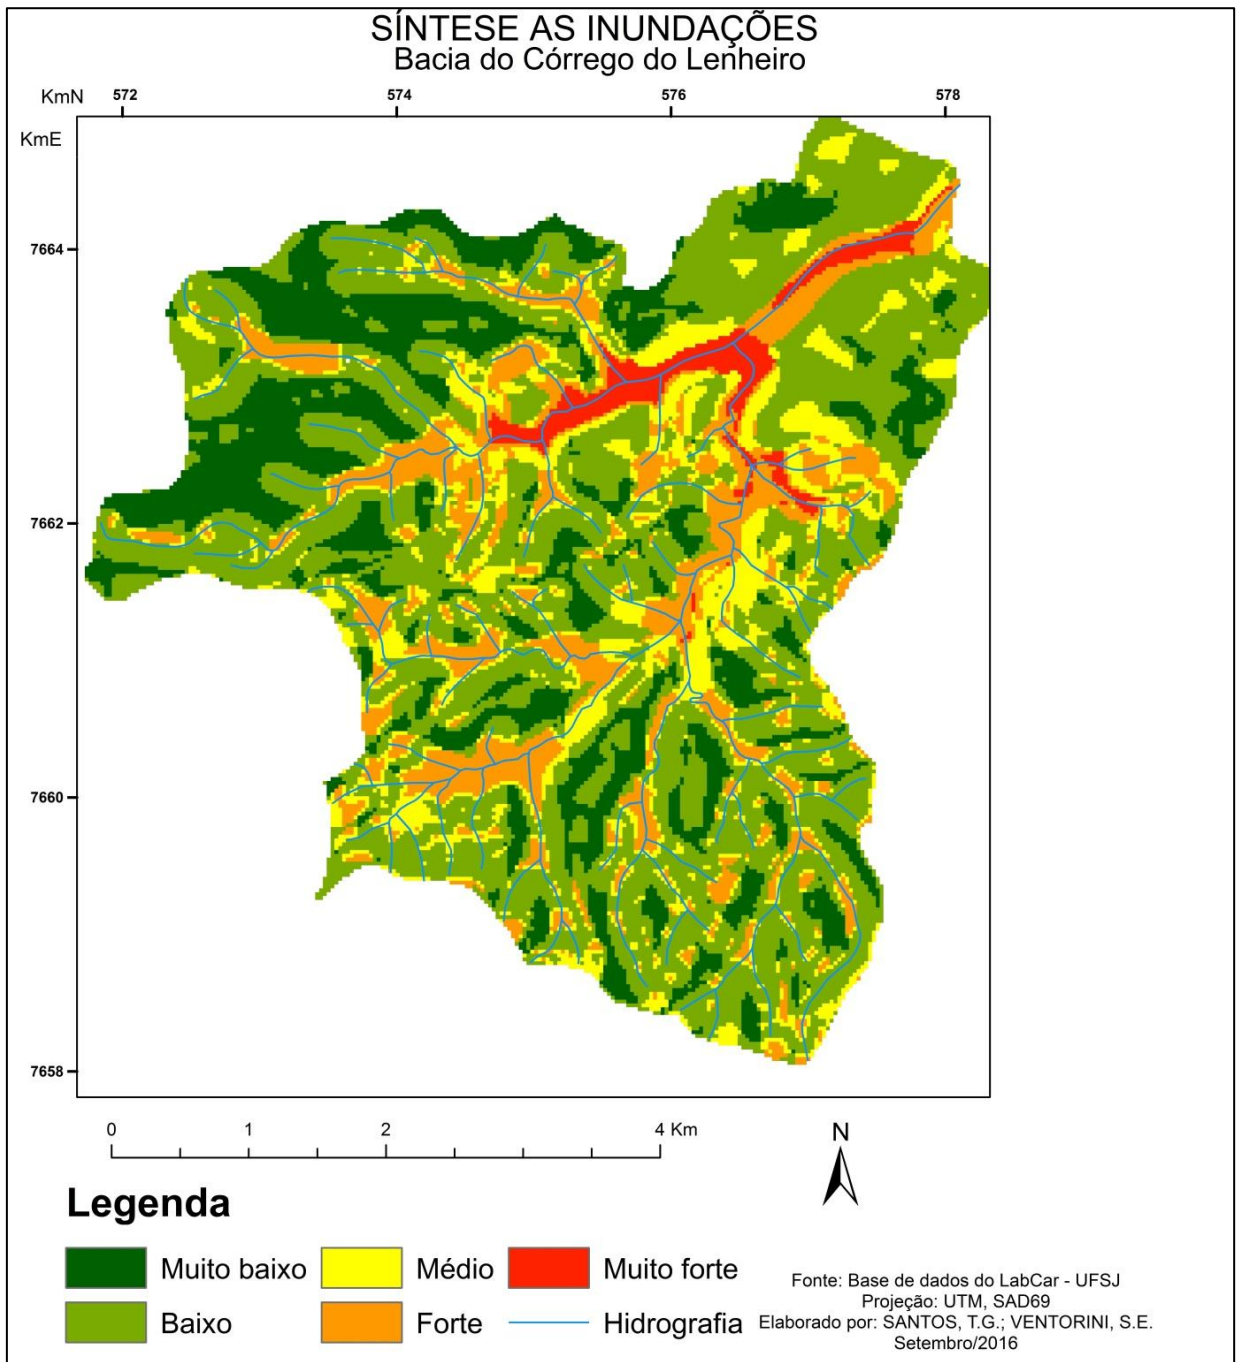 SÍNTESE AS INUNDAÇÕES
Bacia do Córrego do Lenheiro
KmN 572 574 576 578
KmE
7664
7662
7660
7658
0 1 2 4 Km
N
Legenda
Muito baixo Médio Muito forte
Baixo Forte Hidrografia
Fonte: Base de dados do LabCar - UFSJ
Projeção: UTM, SAD69
Elaborado por: SANTOS, T.G.; VENTORINI, S.E.
Setembro/2016